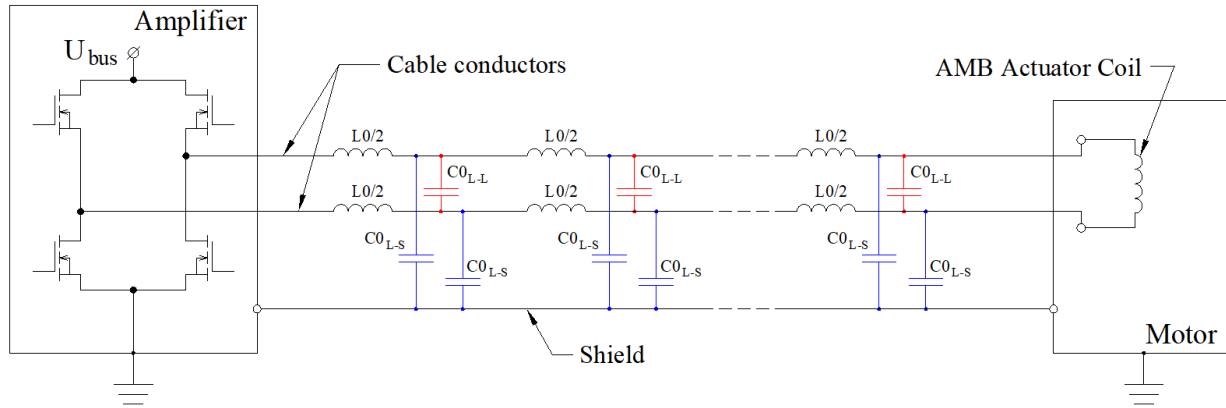 Amplifier
U_bus
Cable conductors
AMB Actuator Coil
L0/2
L0/2
L0/2
C0_L-L
C0_L-L
C0_L-L
L0/2
L0/2
L0/2
C0_L-S
C0_L-S
C0_L-S
C0_L-S
C0_L-S
C0_L-S
Shield
Motor